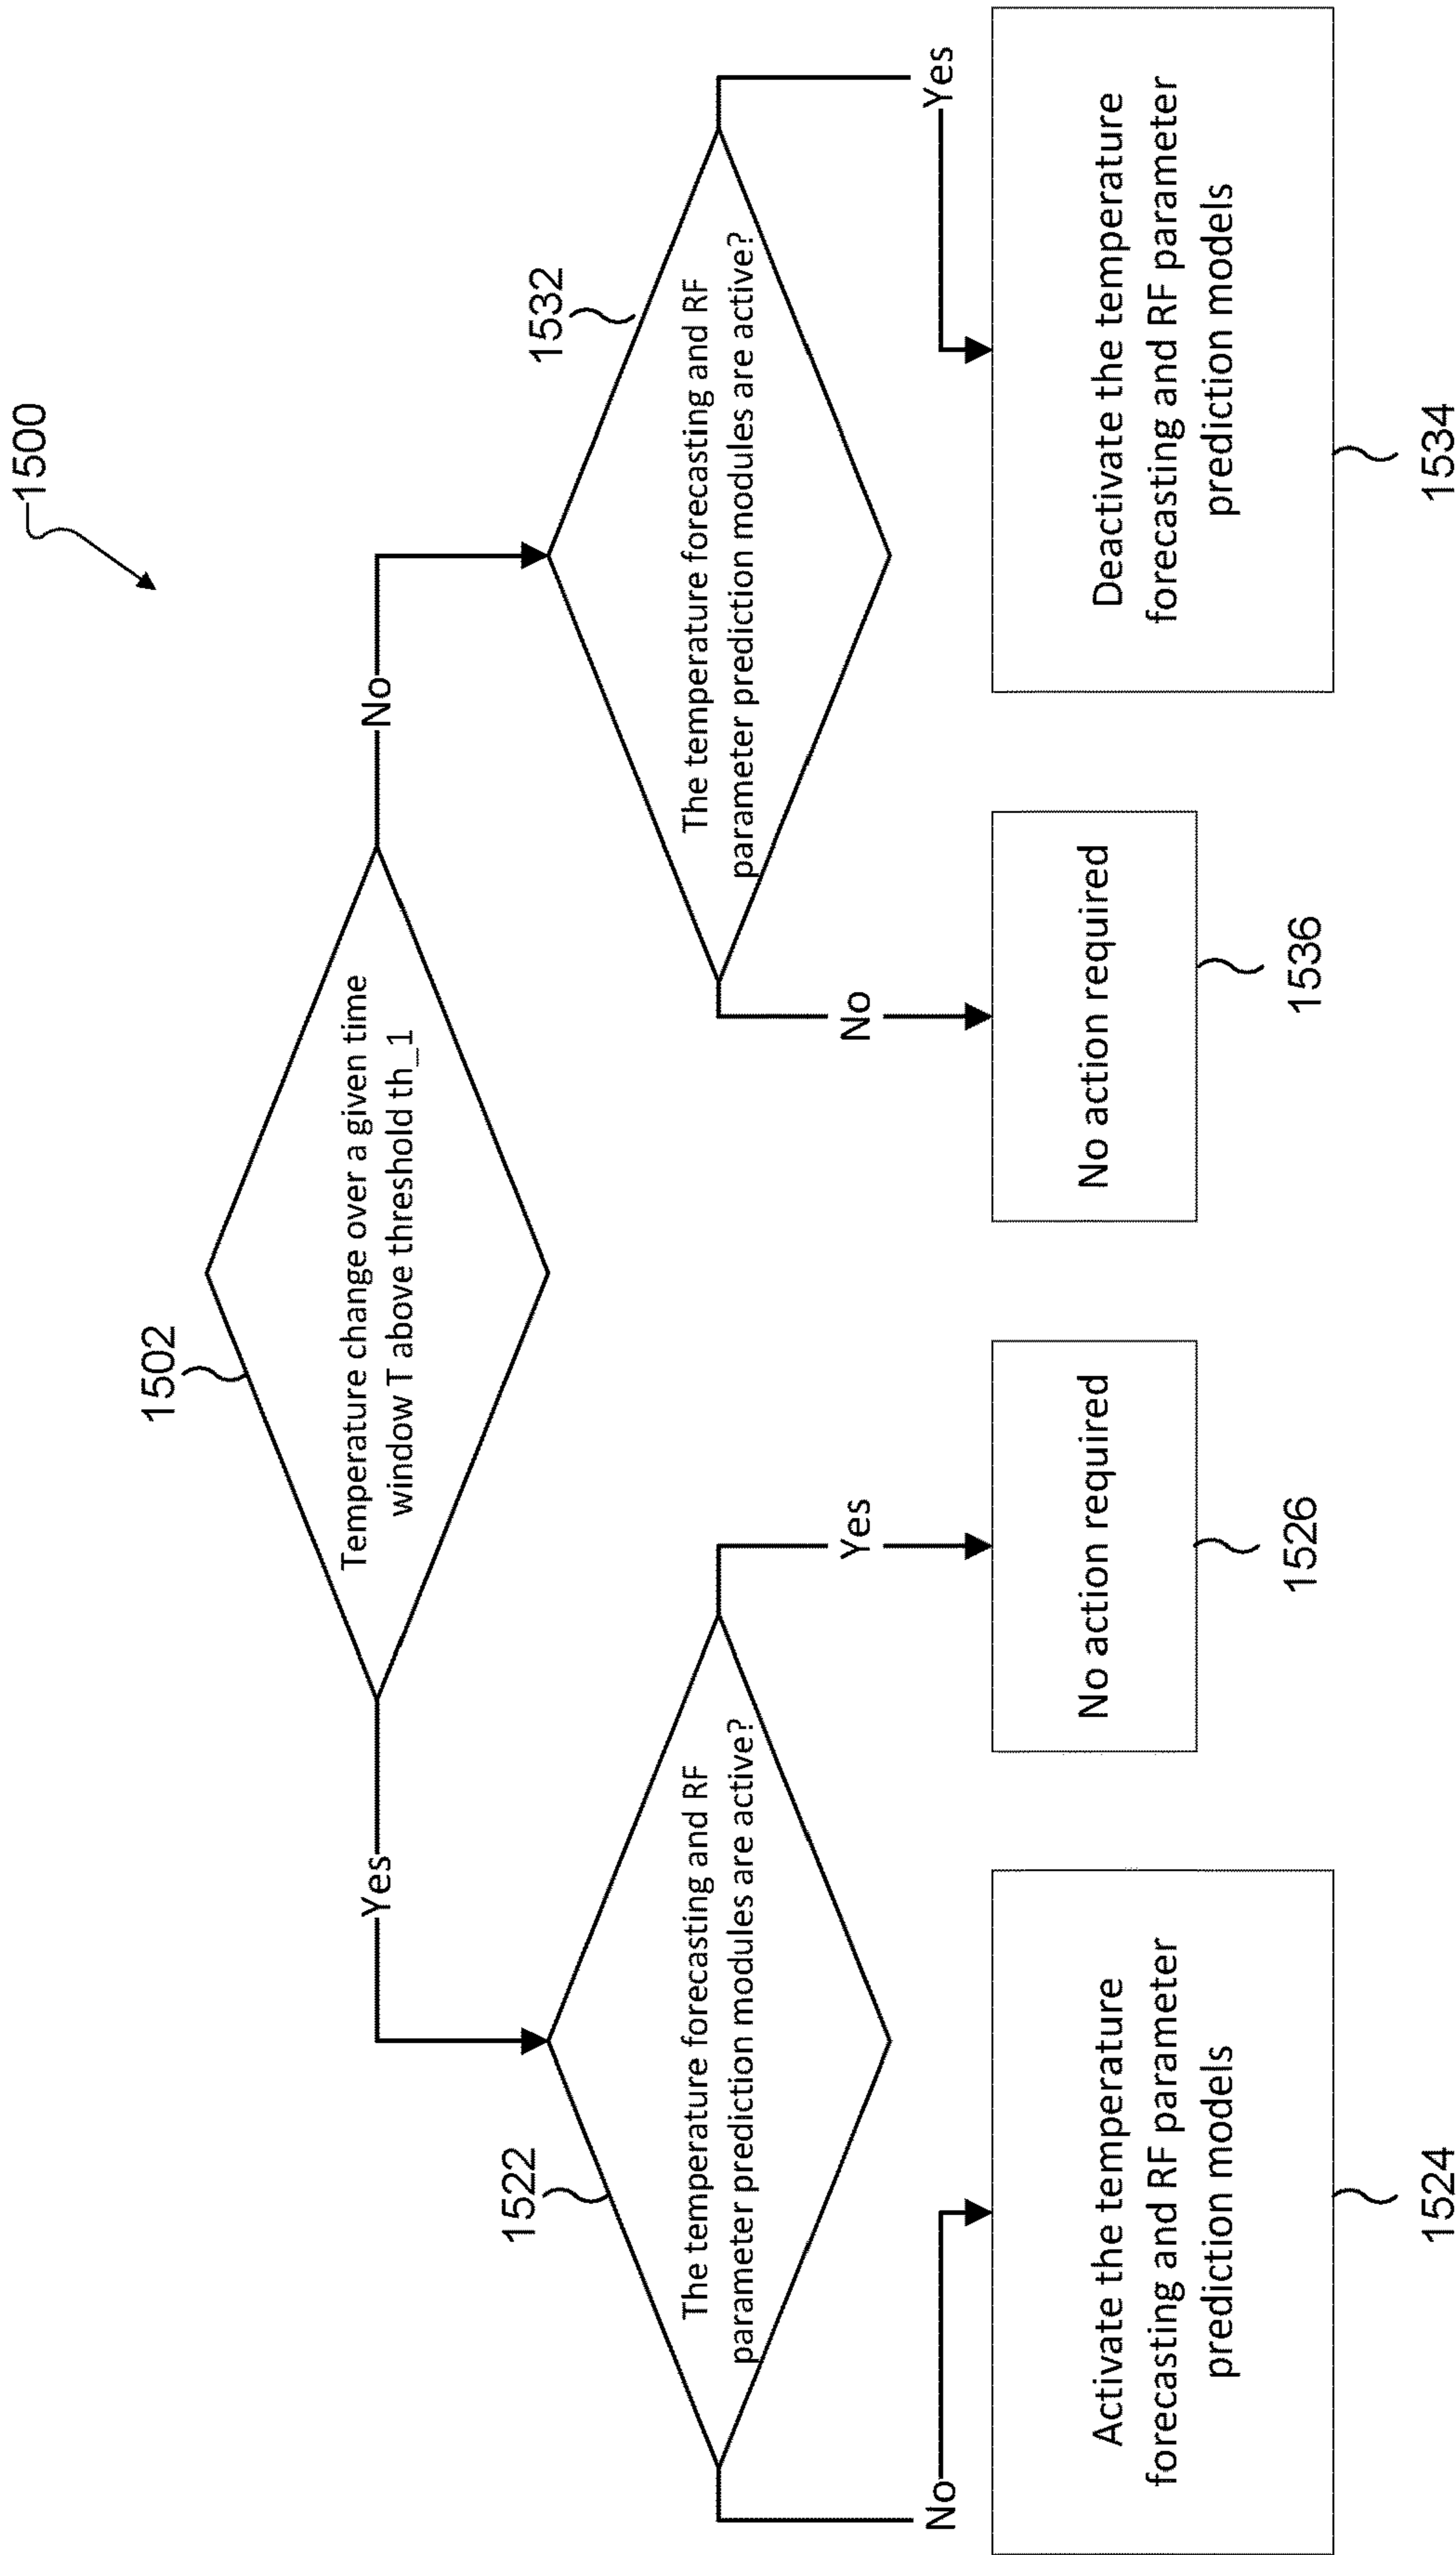 1500
1502
Temperature change over a given time
window T above threshold th_1
Yes
No
1522
The temperature forecasting and RF
parameter prediction modules are active?
1532
The temperature forecasting and RF
parameter prediction modules are active?
No
Yes
No
Yes
Activate the temperature
forecasting and RF parameter
prediction models
1524
No action required
1526
No action required
1536
Deactivate the temperature
forecasting and RF parameter
prediction models
1534